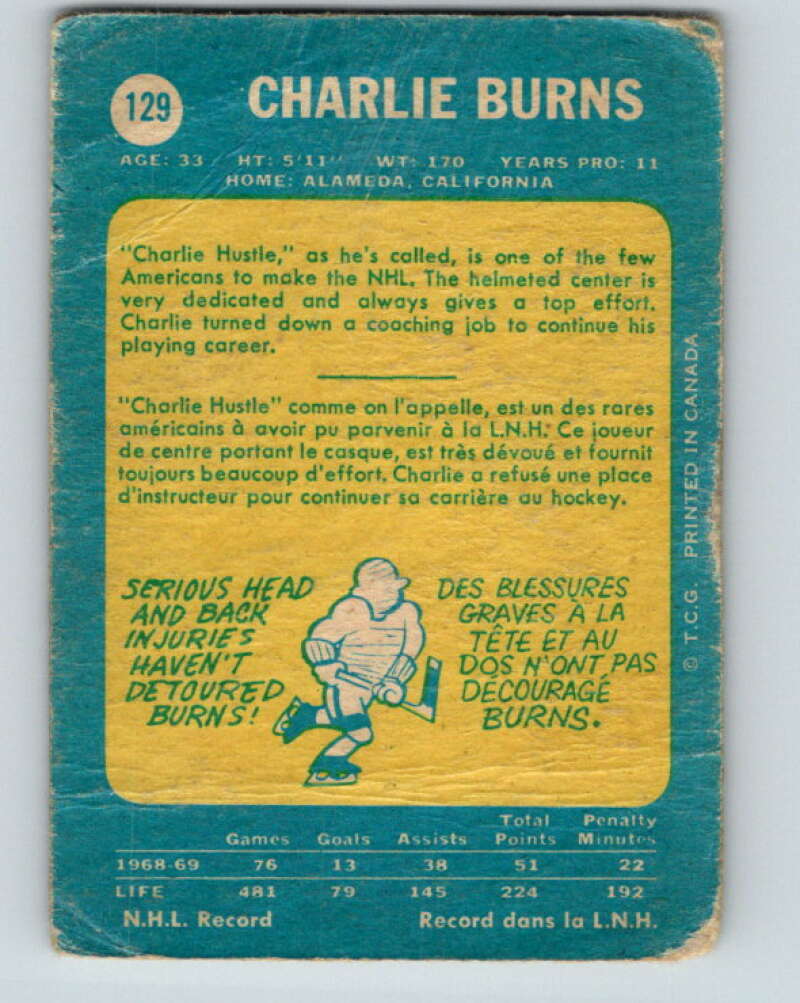 129
CHARLIE BURNS
AGE: 33 HT: 5'11" WT: 170 YEARS PRO: 11
HOME: ALAMEDA, CALIFORNIA
"Charlie Hustle," as he's called, is one of the few
Americans to make the NHL. The helmeted center is
very dedicated and always gives a top effort.
Charlie turned down a coaching job to continue his
playing career.
"Charlie Hustle" comme on l'appelle, est un des rares
américains à avoir pu parvenir à la L.N.H. Ce joueur
de centre portant le casque, est très dévoué et fournit
toujours beaucoup d'effort. Charlie a refusé une place
d'instructeur pour continuer sa carrière au hockey.
SERIOUS HEAD
AND BACK
INJURIES
HAVEN'T
DETOURED
BURNS!
DES BLESSURES
GRAVES À LA
TÊTE ET AU
DOS N'ONT PAS
DÉCOURAGÉ
BURNS.
© T.C.G. PRINTED IN CANADA
Total Penalty
Games Goals Assists Points Minutes
1968-69 76 13 38 51 22
LIFE 481 79 145 224 192
N.H.L. Record Record dans la L.N.H.